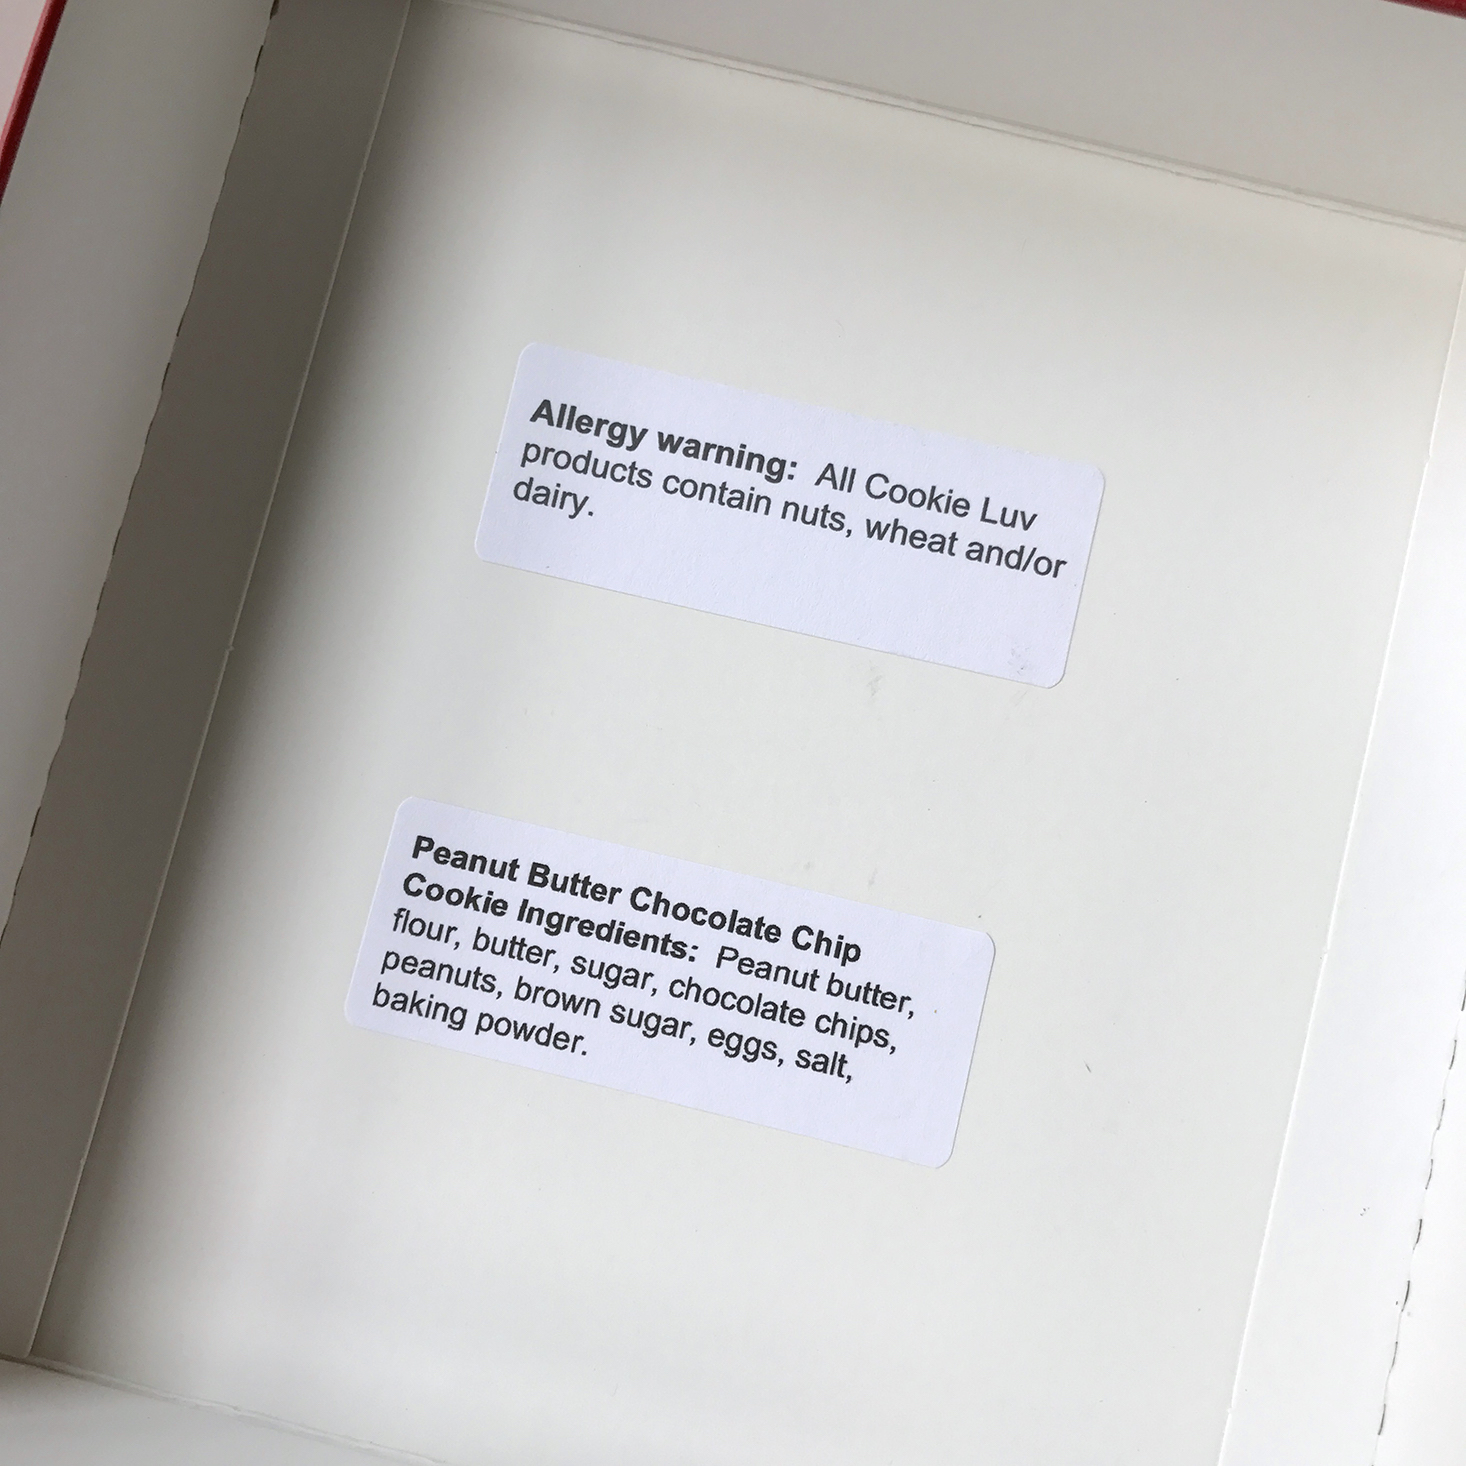 Allergy warning: All Cookie Luv
products contain nuts, wheat and/or
dairy.
Peanut Butter Chocolate Chip
Cookie Ingredients: Peanut butter,
flour, butter, sugar, chocolate chips,
peanuts, brown sugar, eggs, salt,
baking powder.